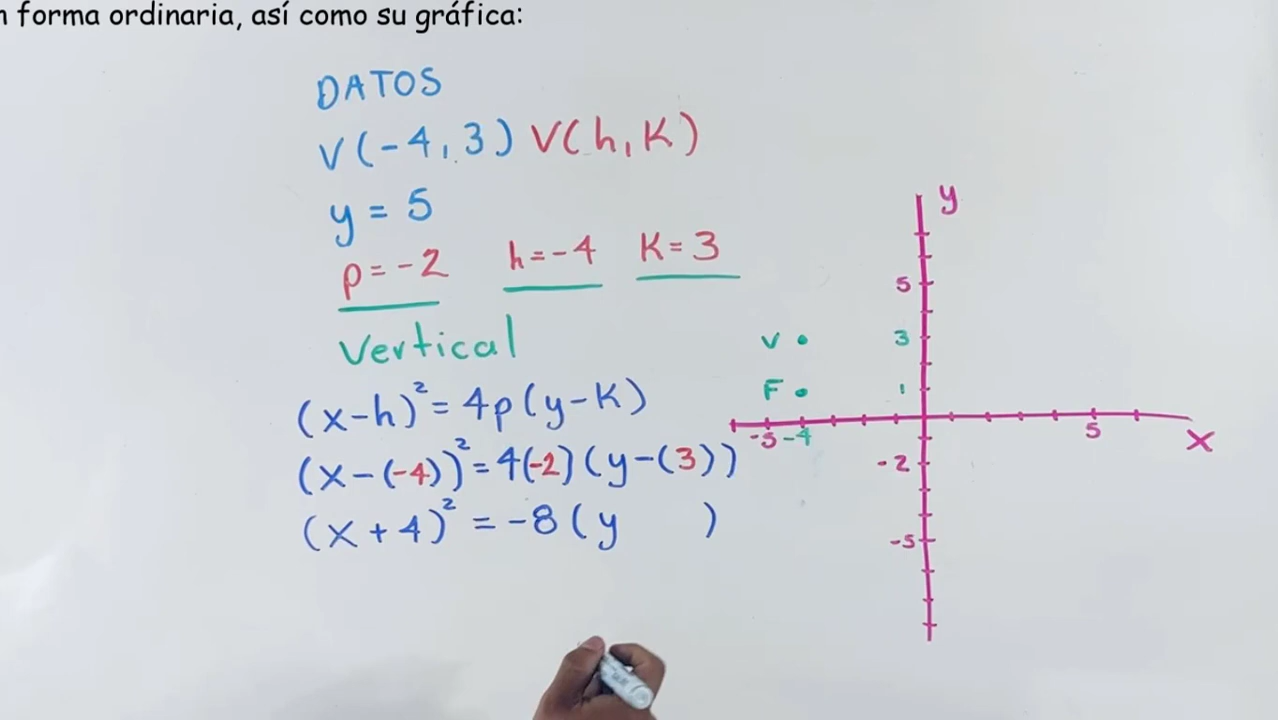 n forma ordinaria, así como su gráfica:
DATOS
V(-4, 3) V(h, K)
y = 5
p = -2 h = -4 K = 3
Vertical
(x-h)² = 4p(y-K)
(x-(-4))² = 4(-2)(y-(3))
(x+4)² = -8(y )
y
5
V 3
F 1
-5 -4 5 x
-2
-5